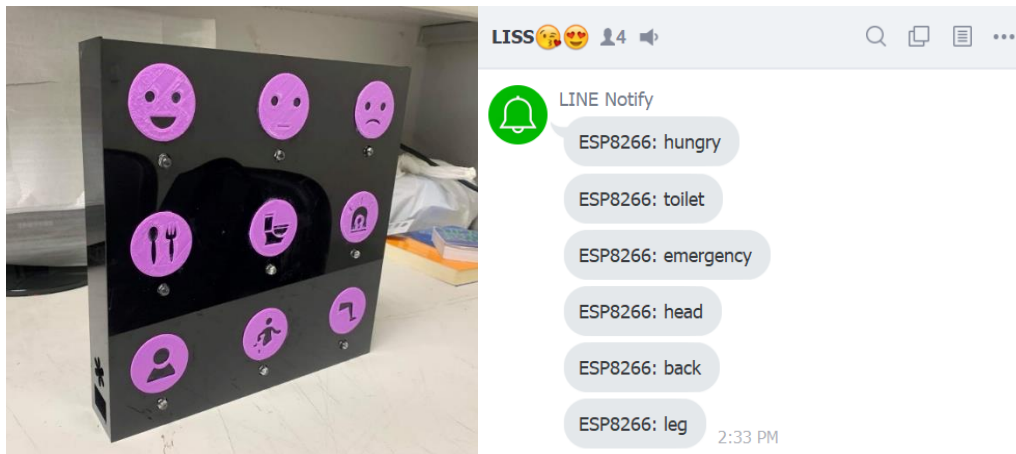 LISS😘😍 4
LINE Notify
ESP8266: hungry
ESP8266: toilet
ESP8266: emergency
ESP8266: head
ESP8266: back
ESP8266: leg
2:33 PM